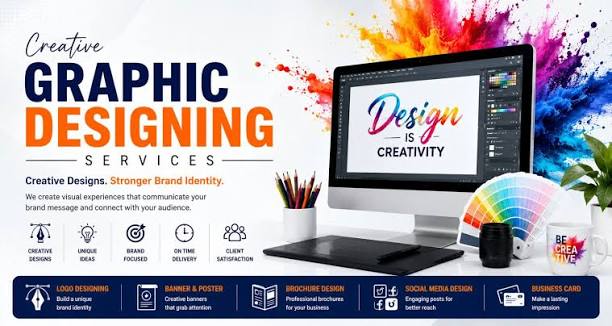 Creative
GRAPHIC
DESIGNING
SERVICES
Creative Designs. Stronger Brand Identity.
We create visual experiences that communicate your
brand message and connect with your audience.
CREATIVE
DESIGNS
UNIQUE
IDEAS
BRAND
FOCUSED
ON TIME
DELIVERY
CLIENT
SATISFACTION
Design
IS
CREATIVITY
BE
CREA
TIVE
LOGO DESIGNING
Build a unique
brand identity
BANNER & POSTER
Creative banners
that grab attention
BROCHURE DESIGN
Professional brochures
for your business
SOCIAL MEDIA DESIGN
Engaging posts for
better reach
BUSINESS CARD
Make a lasting
impression